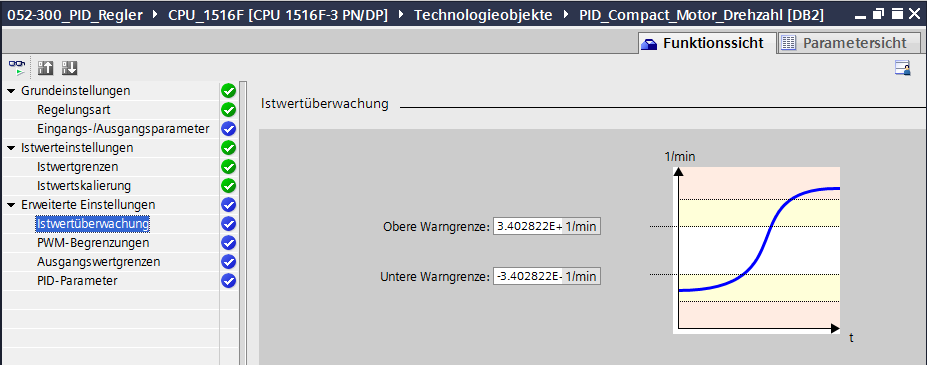 052-300_PID_Regler ▸ CPU_1516F [CPU 1516F-3 PN/DP] ▸ Technologieobjekte ▸ PID_Compact_Motor_Drehzahl [DB2]
Funktionssicht Parametersicht
Grundeinstellungen
Regelungsart
Eingangs-/Ausgangsparameter
Istwerteinstellungen
Istwertgrenzen
Istwertskalierung
Erweiterte Einstellungen
Istwertüberwachung
PWM-Begrenzungen
Ausgangswertgrenzen
PID-Parameter
Istwertüberwachung
Obere Warngrenze: 3.402822E+ 1/min
Untere Warngrenze: -3.402822E- 1/min
1/min
t